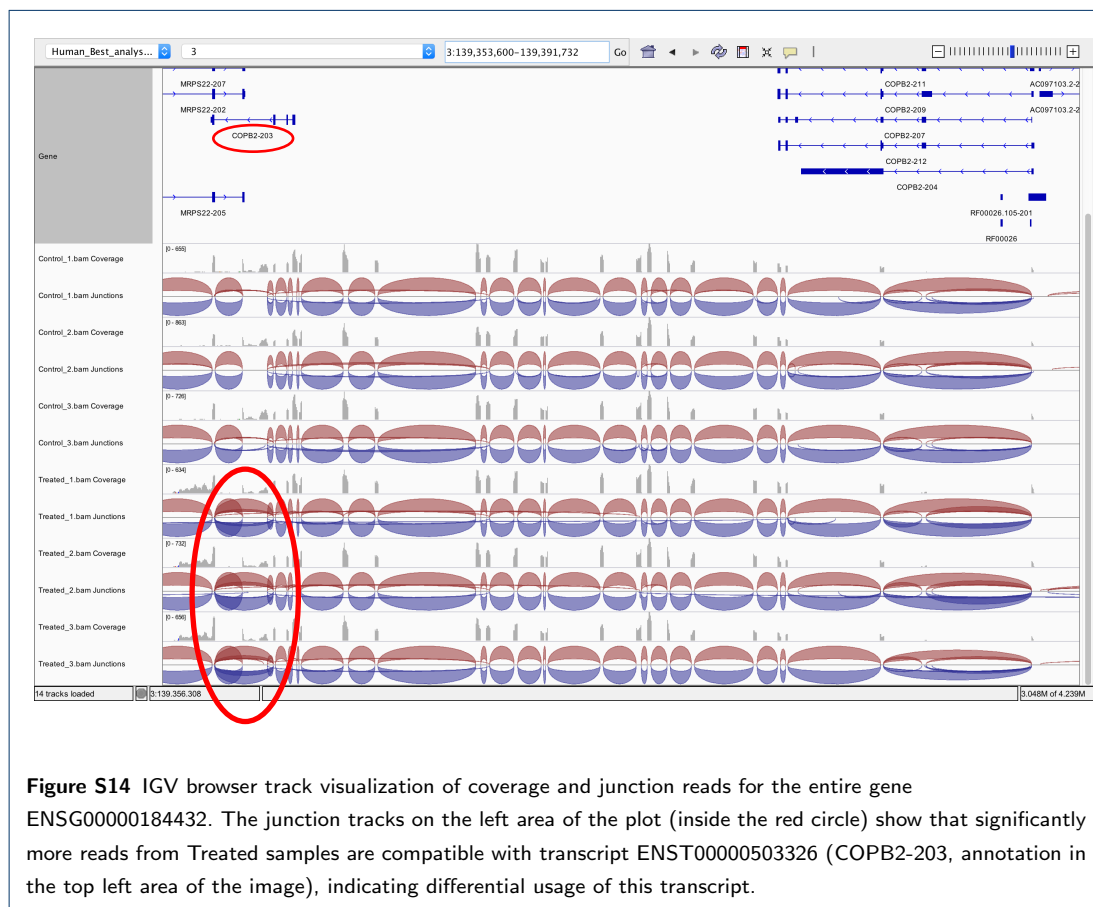 Human_Best_analys...
3
3:139,353,600-139,391,732
Go
MRPS22-207
COPB2-211
AC097103.2-2
MRPS22-202
COPB2-209
AC097103.2-2
COPB2-203
COPB2-207
Gene
COPB2-212
COPB2-204
MRPS22-205
RF00026.105-201
RF00026
Control_1.bam Coverage
[0 - 655]
Control_1.bam Junctions
Control_2.bam Coverage
[0 - 863]
Control_2.bam Junctions
Control_3.bam Coverage
[0 - 726]
Control_3.bam Junctions
Treated_1.bam Coverage
[0 - 634]
Treated_1.bam Junctions
Treated_2.bam Coverage
[0 - 732]
Treated_2.bam Junctions
Treated_3.bam Coverage
[0 - 656]
Treated_3.bam Junctions
14 tracks loaded
3:139.356.308
3.048M of 4.239M
Figure S14 IGV browser track visualization of coverage and junction reads for the entire gene
ENSG00000184432. The junction tracks on the left area of the plot (inside the red circle) show that significantly
more reads from Treated samples are compatible with transcript ENST00000503326 (COPB2-203, annotation in
the top left area of the image), indicating differential usage of this transcript.